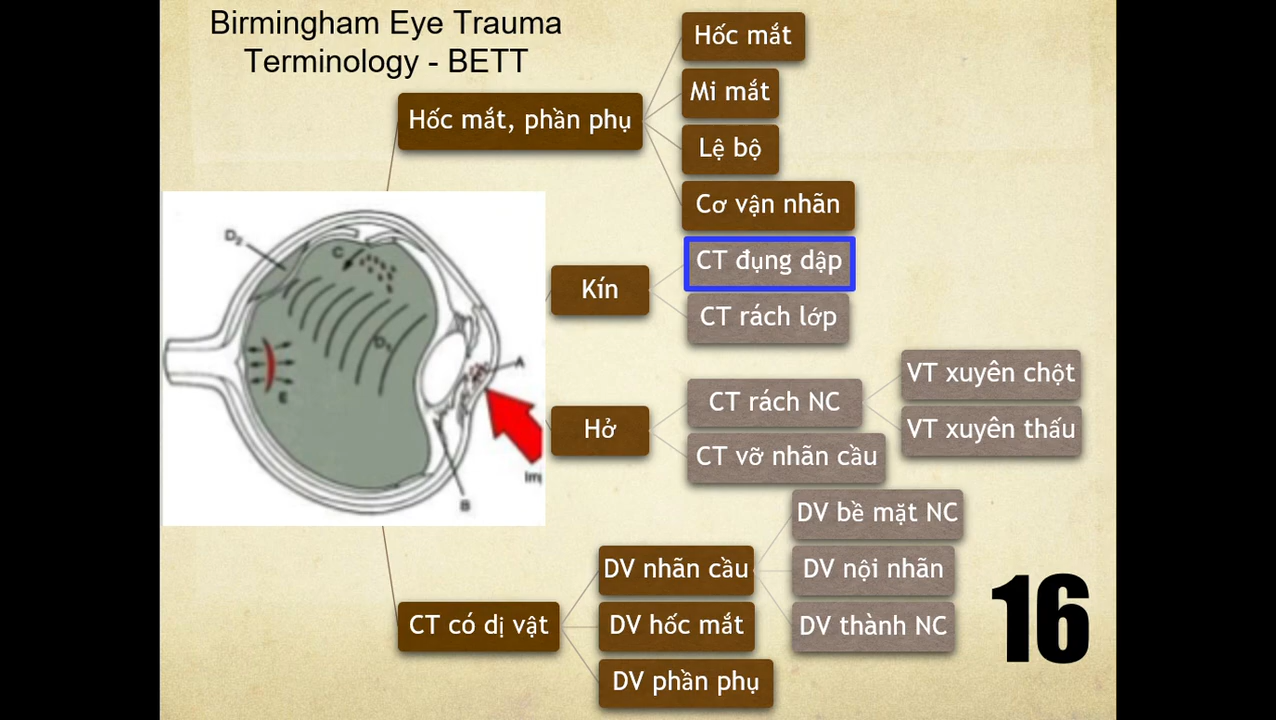 Birmingham Eye Trauma
Terminology - BETT
Hốc mắt, phần phụ
Hốc mắt
Mi mắt
Lệ bộ
Cơ vận nhãn
Kín
CT đụng dập
CT rách lớp
Hở
CT rách NC
VT xuyên chột
VT xuyên thấu
CT vỡ nhãn cầu
CT có dị vật
DV nhãn cầu
DV bề mặt NC
DV nội nhãn
DV thành NC
DV hốc mắt
DV phần phụ
D2
C
D1
A
E
B
16